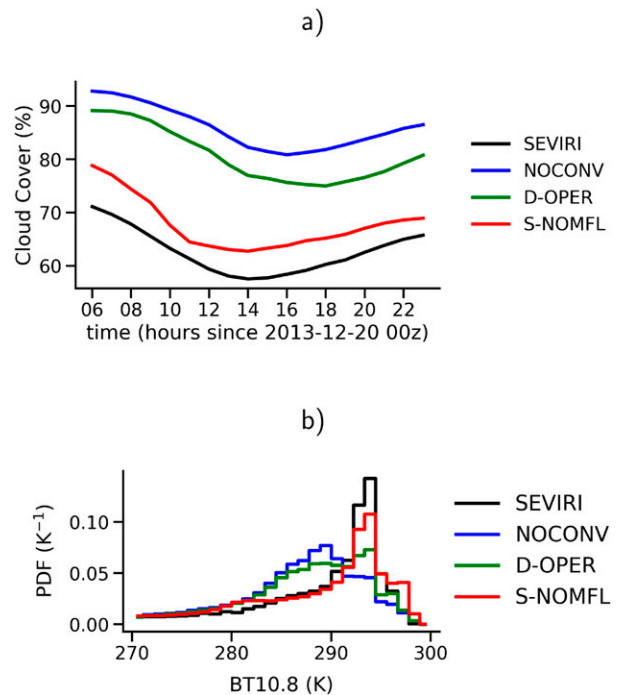 a)
Cloud Cover (%)
90
80
70
60
06 08 10 12 14 16 18 20 22
time (hours since 2013-12-20 00z)
SEVIRI
NOCONV
D-OPER
S-NOMFL
b)
PDF (K⁻¹)
0.10
0.05
0.00
270 280 290 300
BT10.8 (K)
SEVIRI
NOCONV
D-OPER
S-NOMFL